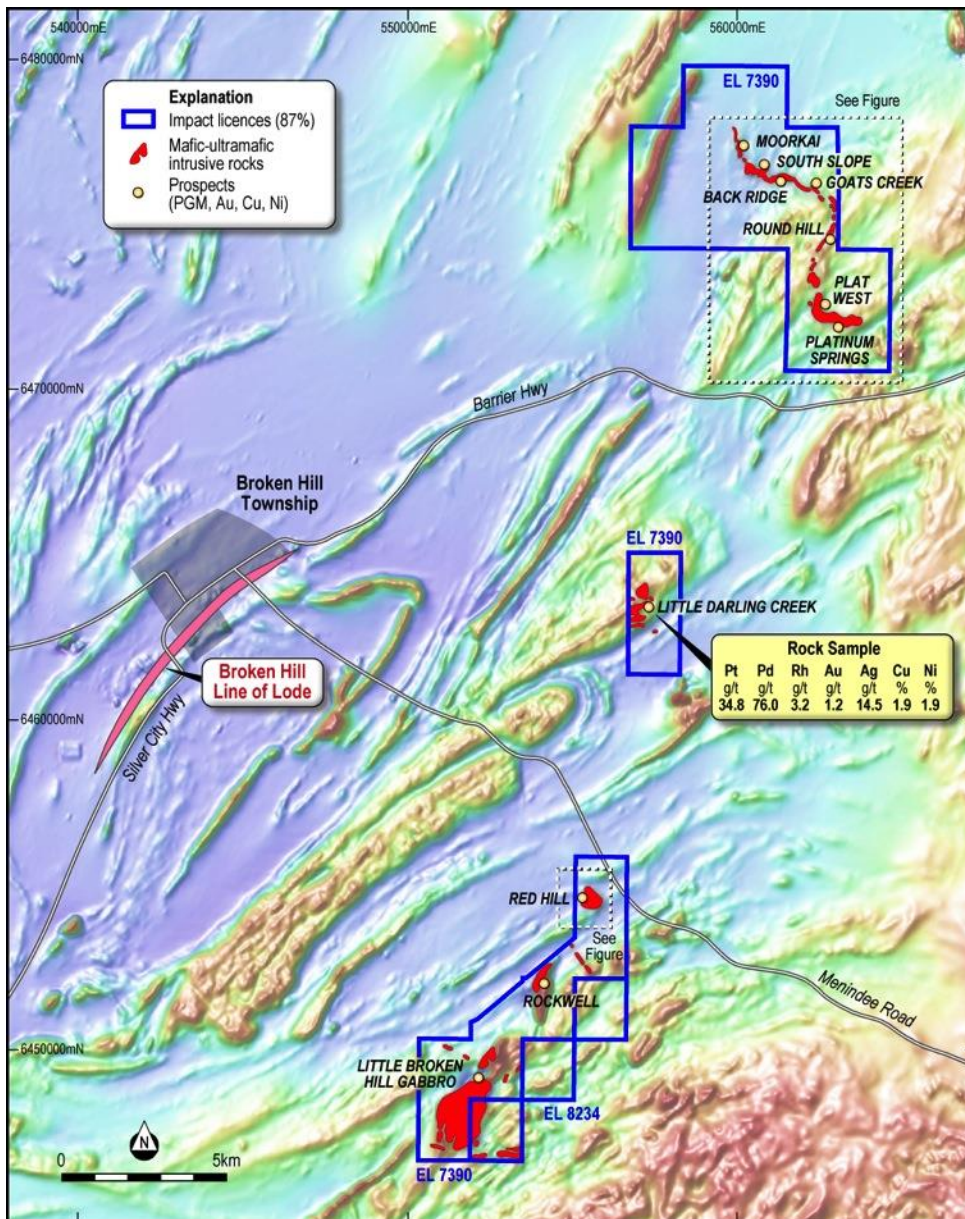 540000mE
550000mE
560000mE
6480000mN
Explanation
Impact licences (87%)
Mafic-ultramafic
intrusive rocks
Prospects
(PGM, Au, Cu, Ni)
EL 7390
See Figure
MOORKAI
SOUTH SLOPE
BACK RIDGE
GOATS CREEK
ROUND HILL
PLAT
WEST
PLATINUM
SPRINGS
6470000mN
Barrier Hwy
Broken Hill
Township
EL 7390
LITTLE DARLING CREEK
Rock Sample
Pt Pd Rh Au Ag Cu Ni
g/t g/t g/t g/t g/t % %
34.8 76.0 3.2 1.2 14.5 1.9 1.9
Broken Hill
Line of Lode
6460000mN
Silver City Hwy
RED HILL
See
Figure
ROCKWELL
Menindee Road
6450000mN
LITTLE BROKEN
HILL GABBRO
EL 8234
N
0 5km
EL 7390